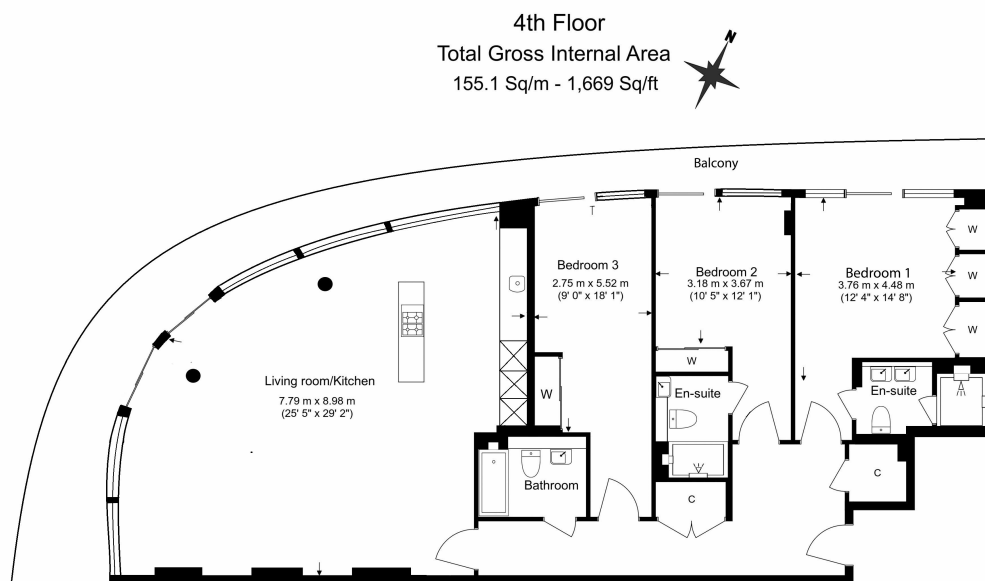 4th Floor
Total Gross Internal Area
155.1 Sq/m - 1,669 Sq/ft
N
Balcony
T
W
Bedroom 3
2.75 m x 5.52 m
(9' 0" x 18' 1")
Bedroom 2
3.18 m x 3.67 m
(10' 5" x 12' 1")
Bedroom 1
3.76 m x 4.48 m
(12' 4" x 14' 8")
W
W
W
Living room/Kitchen
7.79 m x 8.98 m
(25' 5" x 29' 2")
W
En-suite
En-suite
Bathroom
C
C